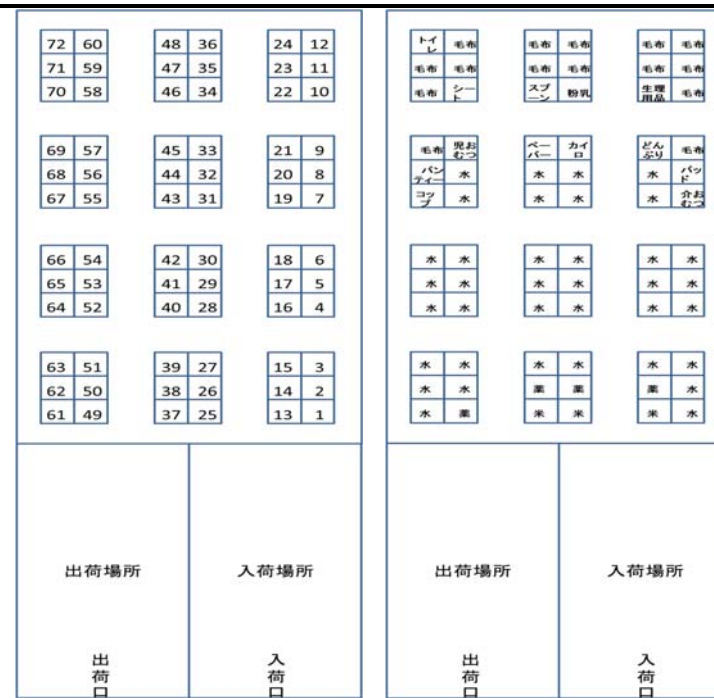 72 60 48 36 24 12
71 59 47 35 23 11
70 58 46 34 22 10
69 57 45 33 21 9
68 56 44 32 20 8
67 55 43 31 19 7
66 54 42 30 18 6
65 53 41 29 17 5
64 52 40 28 16 4
63 51 39 27 15 3
62 50 38 26 14 2
61 49 37 25 13 1
出荷場所 入荷場所
出荷口 入荷口
トイレ 毛布 毛布 毛布 毛布 毛布
毛布 毛布 毛布 毛布 毛布 毛布
毛布 シート スプーン 粉乳 生理用品 毛布
毛布 児おむつ ペーパー カイロ どんぶり 毛布
パンティー 水 水 水 水 パッド
コップ 水 水 水 水 介おむつ
水 水 水 水 水 水
水 水 水 水 水 水
水 水 水 水 水 水
水 水 水 水 水 水
水 水 薬 薬 薬 水
水 薬 米 米 米 水
出荷場所 入荷場所
出荷口 入荷口